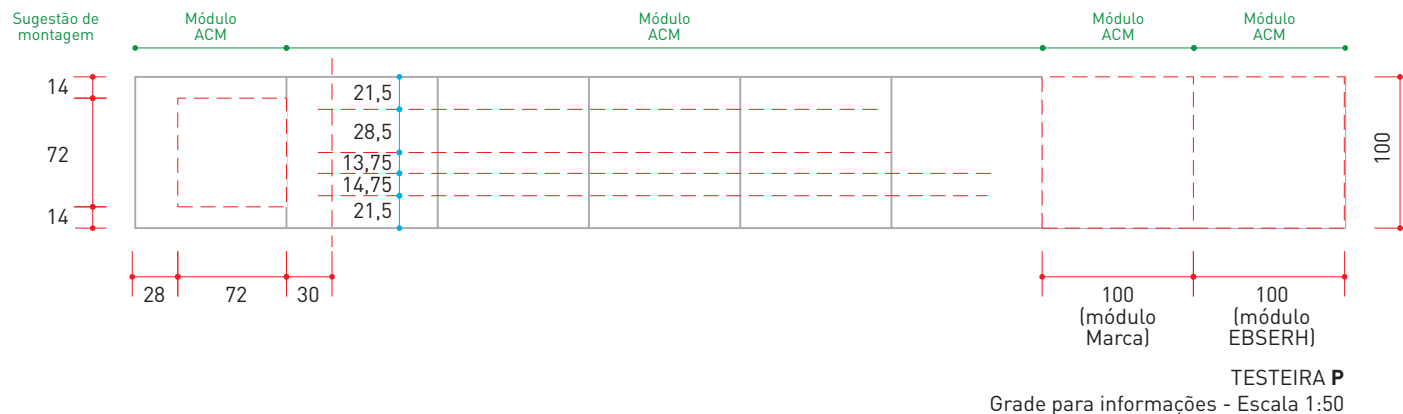 Sugestão de
montagem
Módulo
ACM
Módulo
ACM
Módulo
ACM
Módulo
ACM
14
72
14
21,5
28,5
13,75
14,75
21,5
100
28
72
30
100
(módulo
Marca)
100
(módulo
EBSERH)
TESTEIRA P
Grade para informações - Escala 1:50